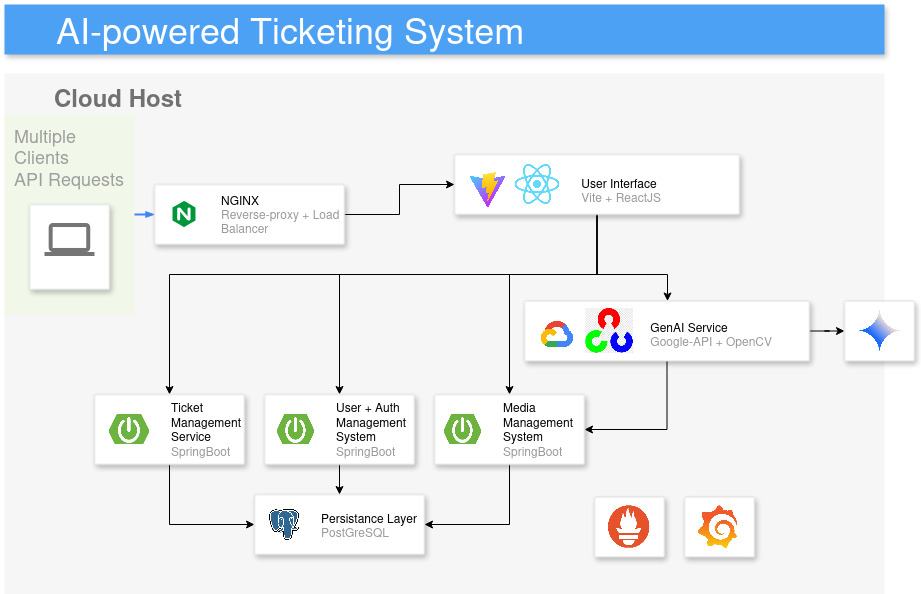 AI-powered Ticketing System
Cloud Host
Multiple
Clients
API Requests
NGINX
Reverse-proxy + Load
Balancer
User Interface
Vite + ReactJS
GenAI Service
Google-API + OpenCV
Ticket
Management
Service
SpringBoot
User + Auth
Management
System
SpringBoot
Media
Management
System
SpringBoot
Persistance Layer
PostGreSQL